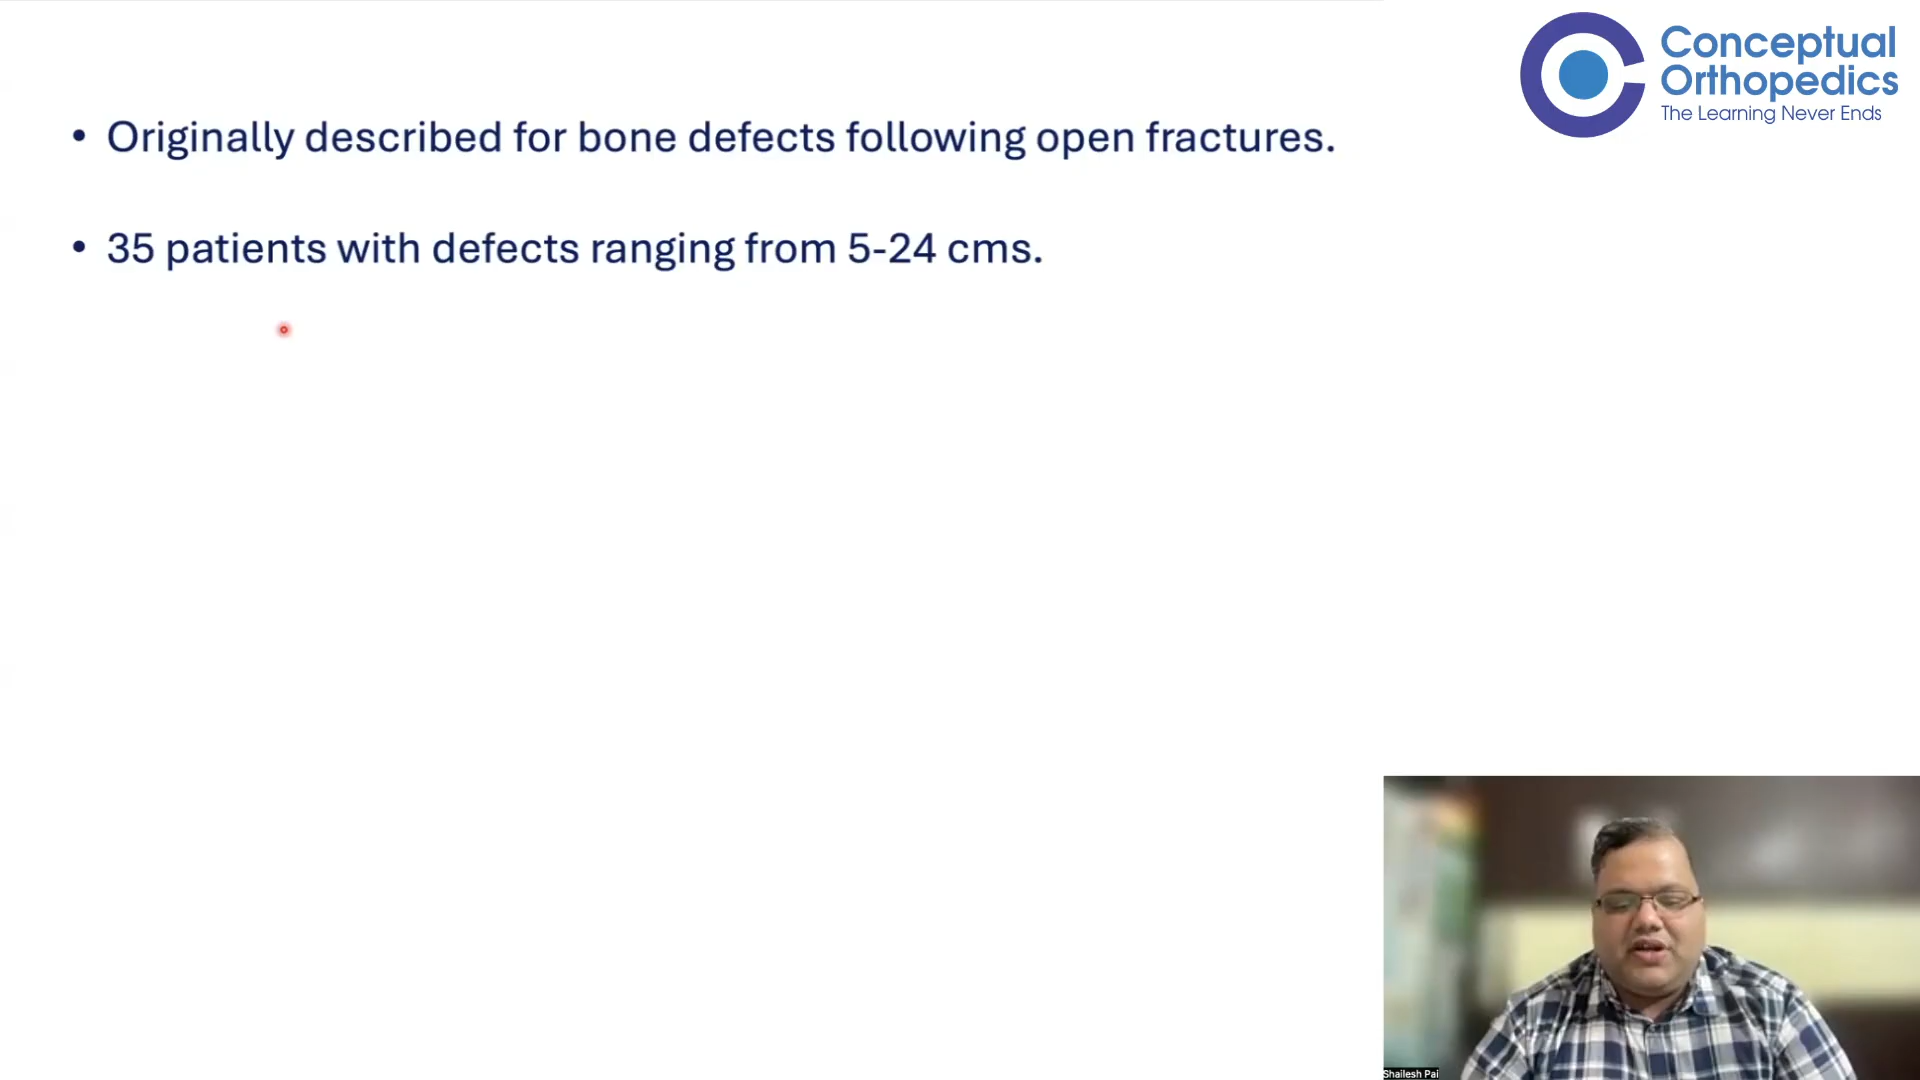 Conceptual
Orthopedics
The Learning Never Ends
• Originally described for bone defects following open fractures.
• 35 patients with defects ranging from 5-24 cms.
Shailesh Pai